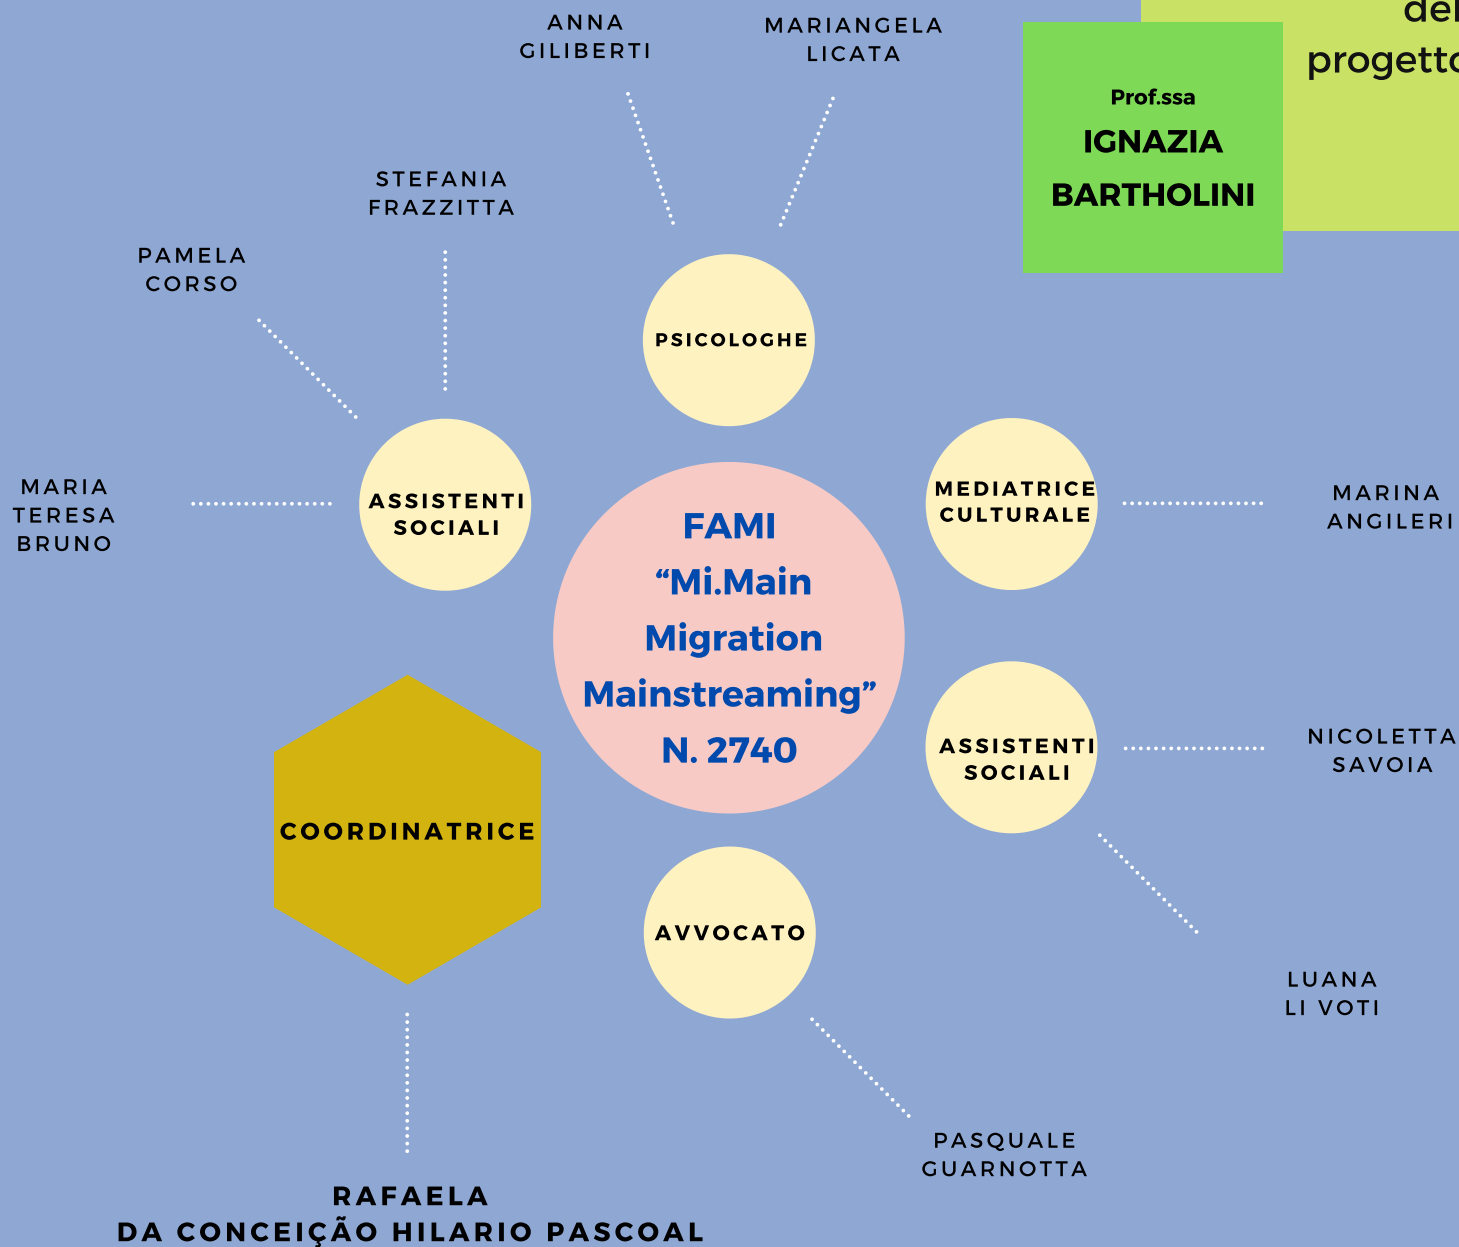 ANNA
GILIBERTI
MARIANGELA
LICATA
progetto
Prof.ssa
IGNAZIA
BARTHOLINI
STEFANIA
FRAZZITTA
PAMELA
CORSO
PSICOLOGHE
MARIA
TERESA
BRUNO
ASSISTENTI
SOCIALI
MEDIATRICE
CULTURALE
MARINA
ANGILERI
FAMI
“Mi.Main
Migration
Mainstreaming”
N. 2740
ASSISTENTI
SOCIALI
NICOLETTA
SAVOIA
COORDINATRICE
AVVOCATO
LUANA
LI VOTI
PASQUALE
GUARNOTTA
RAFAELA
DA CONCEIÇÃO HILARIO PASCOAL